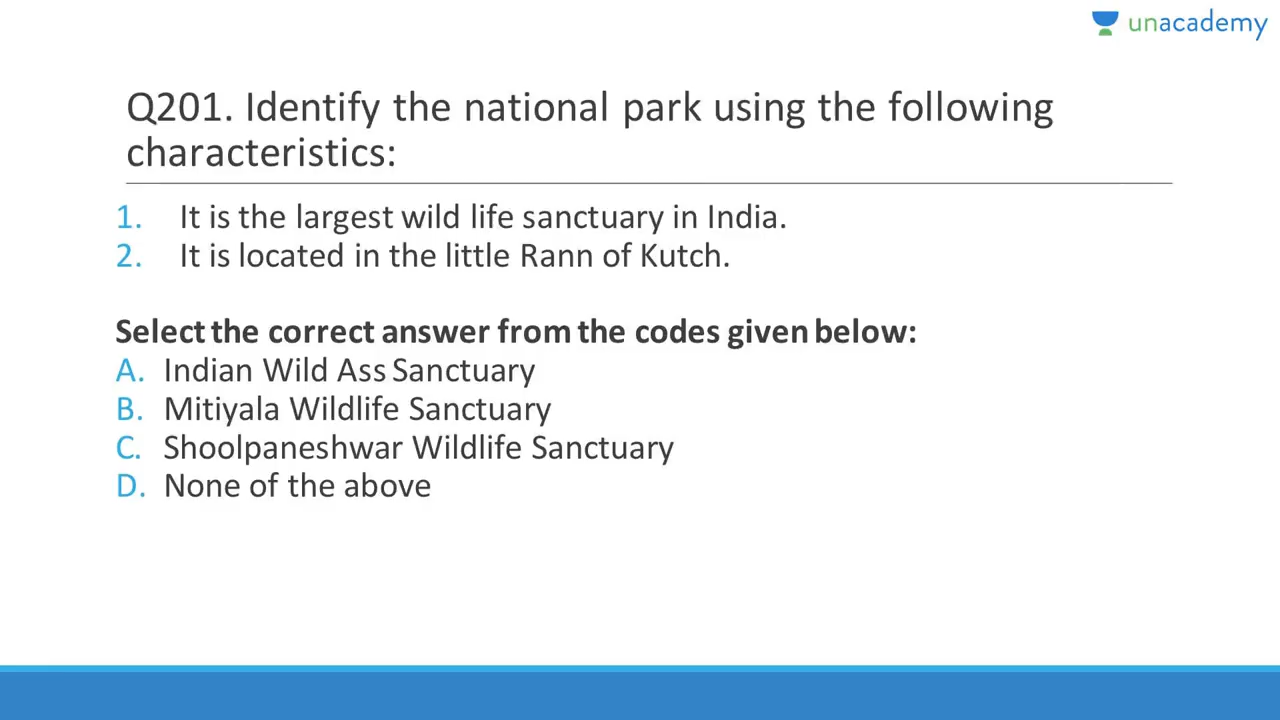 unacademy
Q201. Identify the national park using the following
characteristics:
1. It is the largest wild life sanctuary in India.
2. It is located in the little Rann of Kutch.
Select the correct answer from the codes given below:
A. Indian Wild Ass Sanctuary
B. Mitiyala Wildlife Sanctuary
C. Shoolpaneshwar Wildlife Sanctuary
D. None of the above